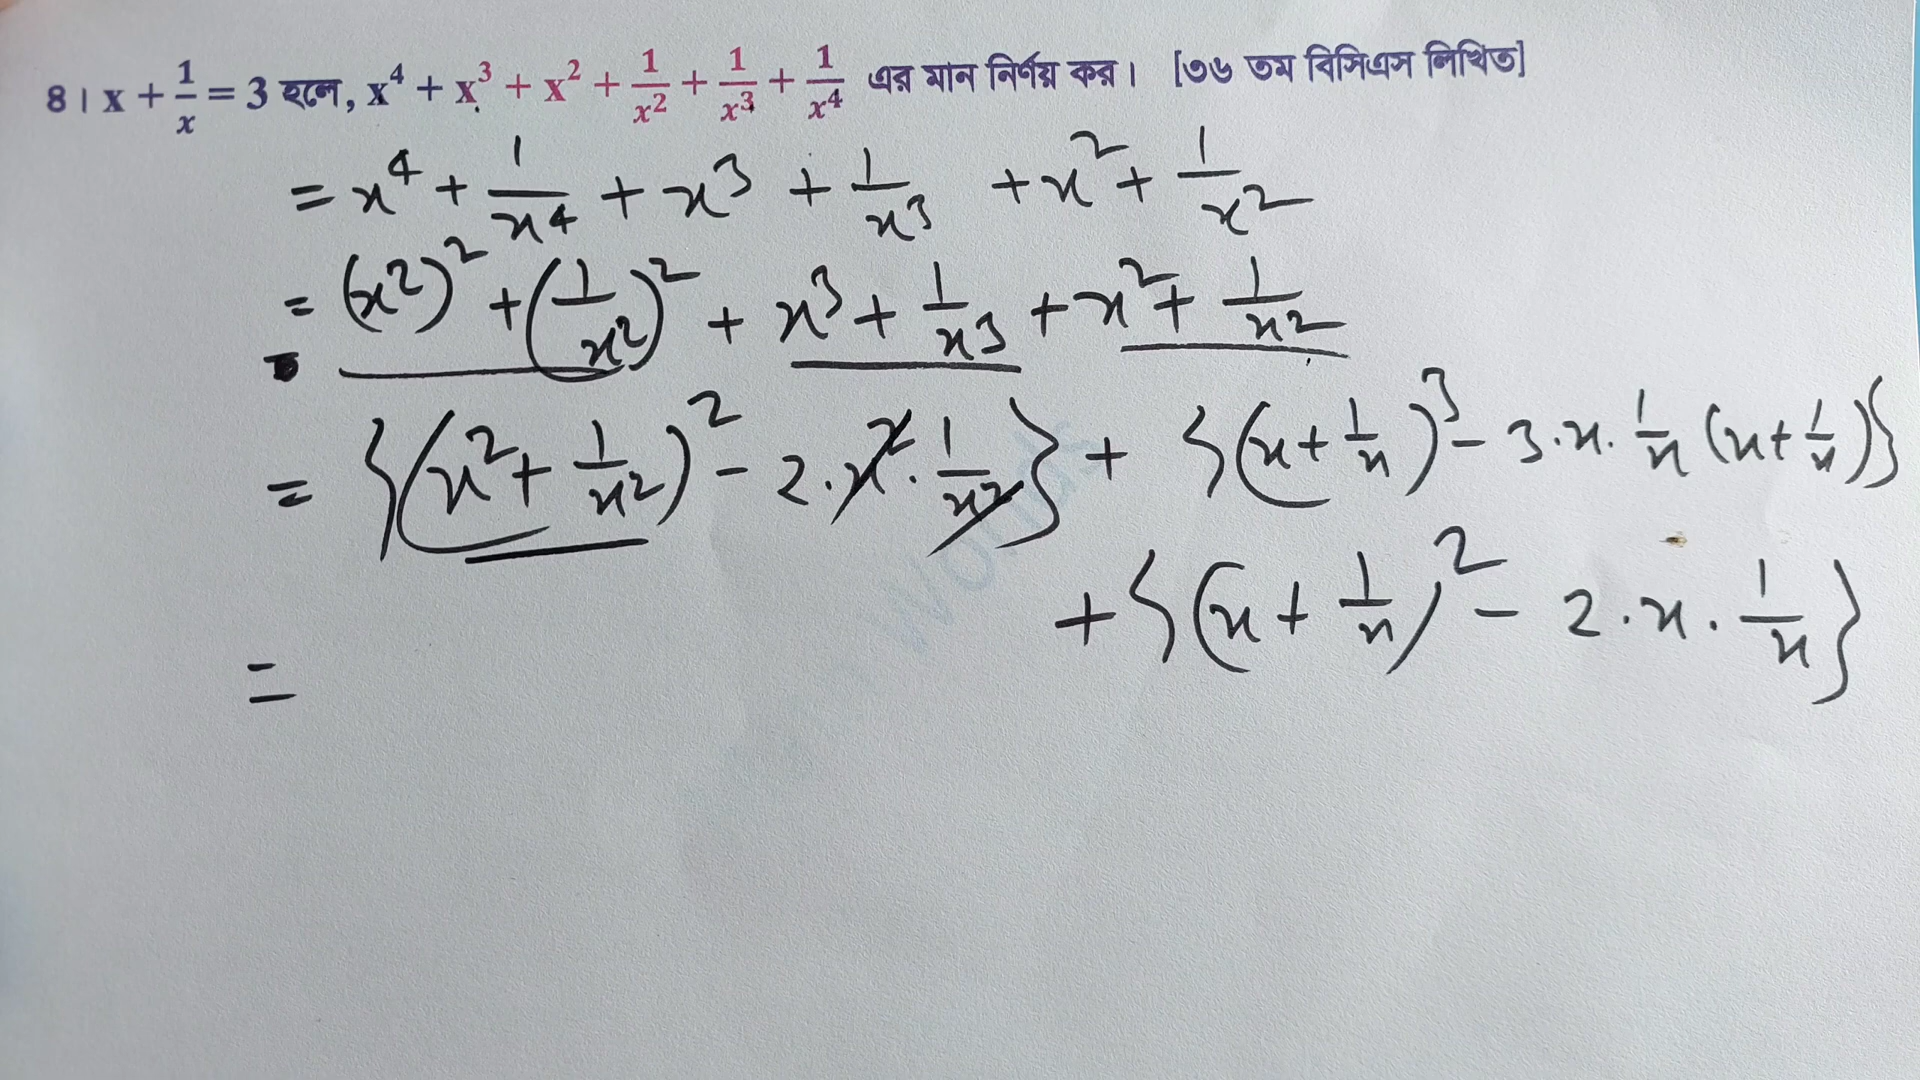 ৪। x + 1/x = 3 হলে, x⁴ + x³ + x² + 1/x² + 1/x³ + 1/x⁴ এর মান নির্ণয় কর। [৩৬ তম বিসিএস লিখিত]
= x⁴ + 1/x⁴ + x³ + 1/x³ + x² + 1/x²
= (x²)² + (1/x²)² + x³ + 1/x³ + x² + 1/x²
= {(x² + 1/x²)² - 2.x².1/x²} + {(x + 1/x)³ - 3.x.1/x (x + 1/x)}
+ {(x + 1/x)² - 2.x.1/x}
=